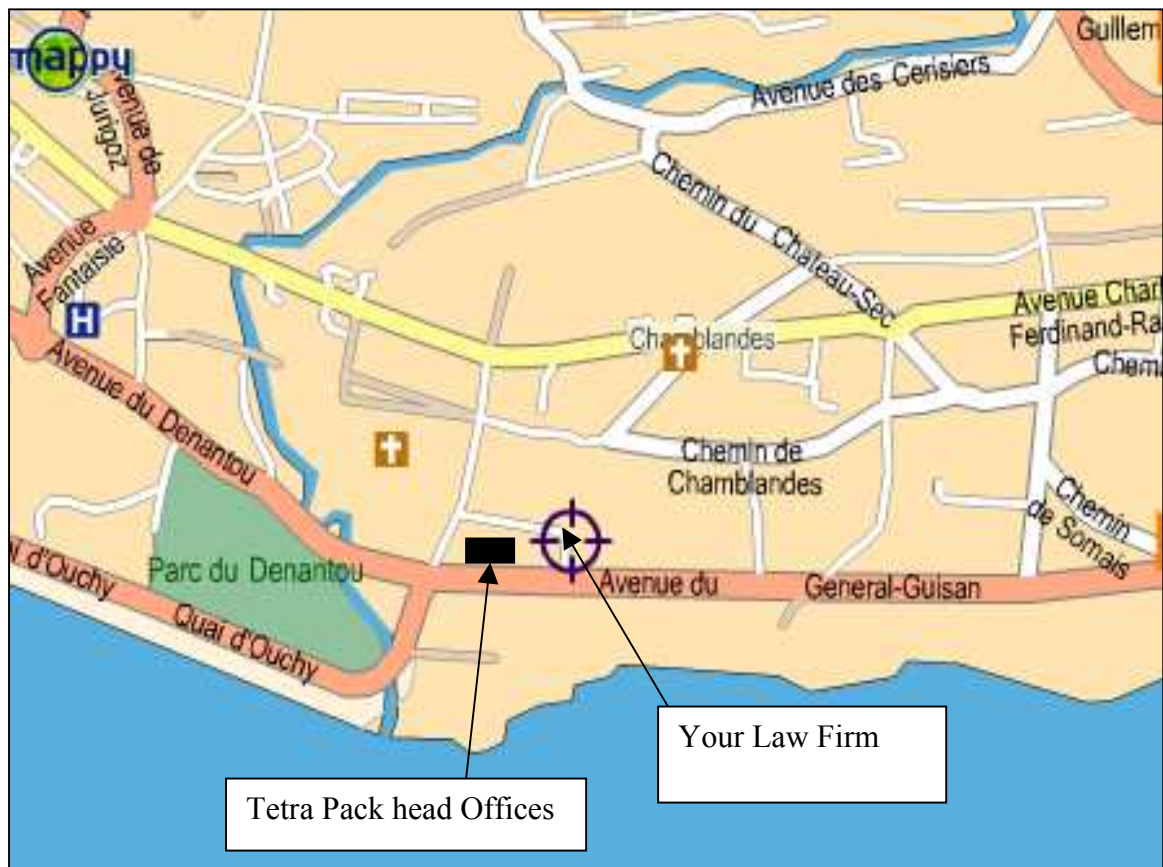 mappy
Avenue de
Jurigoz
Guillem
Avenue des Cerisiers
Avenue
Fantaisie
Chemin du Chateau-Sec
H
Chamblandes
Avenue Charl
Ferdinand-Ra
Chem
Avenue du Denantou
Chemin de
Chamblandes
Chemin
de Somais
ai d'Ouchy
Parc du Denantou
Quai d'Ouchy
Avenue du General-Guisan
Your Law Firm
Tetra Pack head Offices